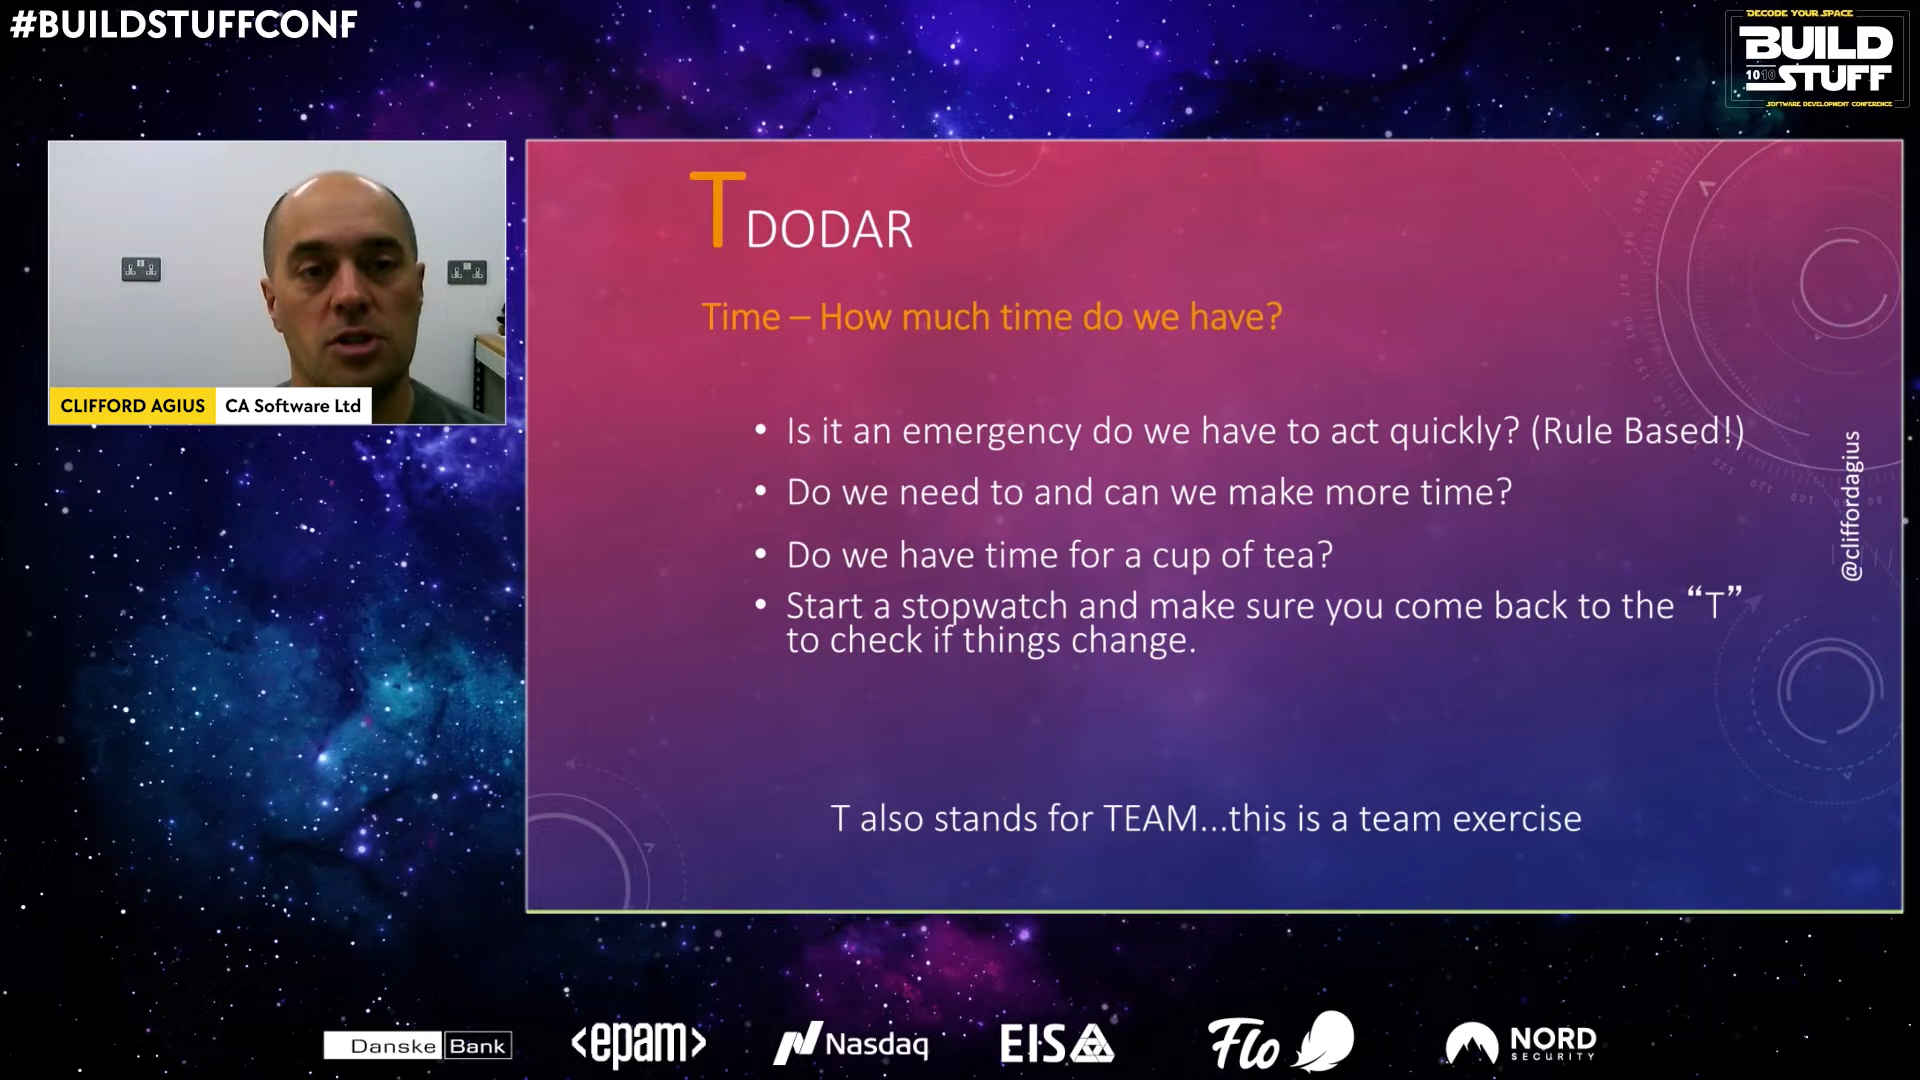 #BUILDSTUFFCONF
DECODE YOUR SPACE
BUILD
1010 STUFF
SOFTWARE DEVELOPMENT CONFERENCE
CLIFFORD AGIUS CA Software Ltd
T DODAR
Time – How much time do we have?
• Is it an emergency do we have to act quickly? (Rule Based!)
• Do we need to and can we make more time?
• Do we have time for a cup of tea?
• Start a stopwatch and make sure you come back to the “T”
to check if things change.
T also stands for TEAM...this is a team exercise
@cliffordagius
Danske Bank
<epam>
Nasdaq
EIS
Flo
NORD
SECURITY